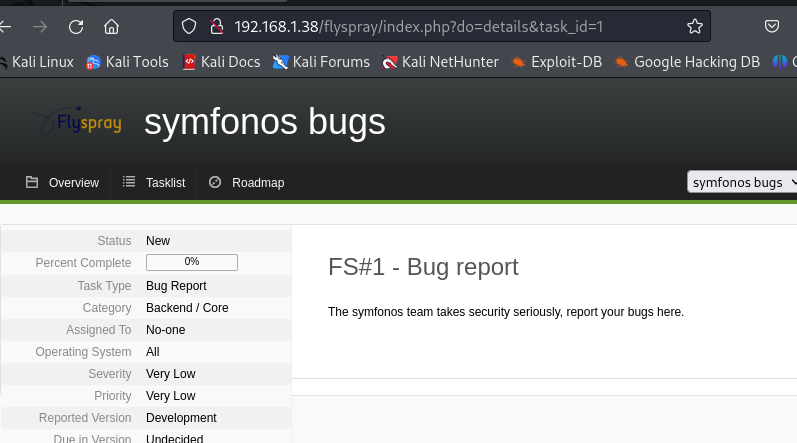 192.168.1.38/flyspray/index.php?do=details&task_id=1
Kali Linux Kali Tools Kali Docs Kali Forums Kali NetHunter Exploit-DB Google Hacking DB
Flyspray symfonos bugs
Overview Tasklist Roadmap symfonos bugs
Status New
Percent Complete 0%
Task Type Bug Report
Category Backend / Core
Assigned To No-one
Operating System All
Severity Very Low
Priority Very Low
Reported Version Development
Due in Version Undecided
FS#1 - Bug report
The symfonos team takes security seriously, report your bugs here.